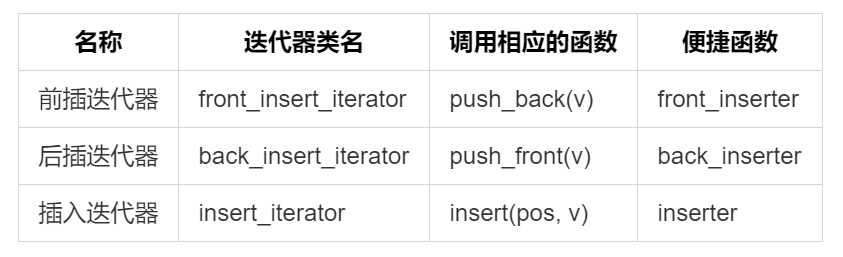 名称 迭代器类名 调用相应的函数 便捷函数
前插迭代器 front_insert_iterator push_back(v) front_inserter
后插迭代器 back_insert_iterator push_front(v) back_inserter
插入迭代器 insert_iterator insert(pos, v) inserter